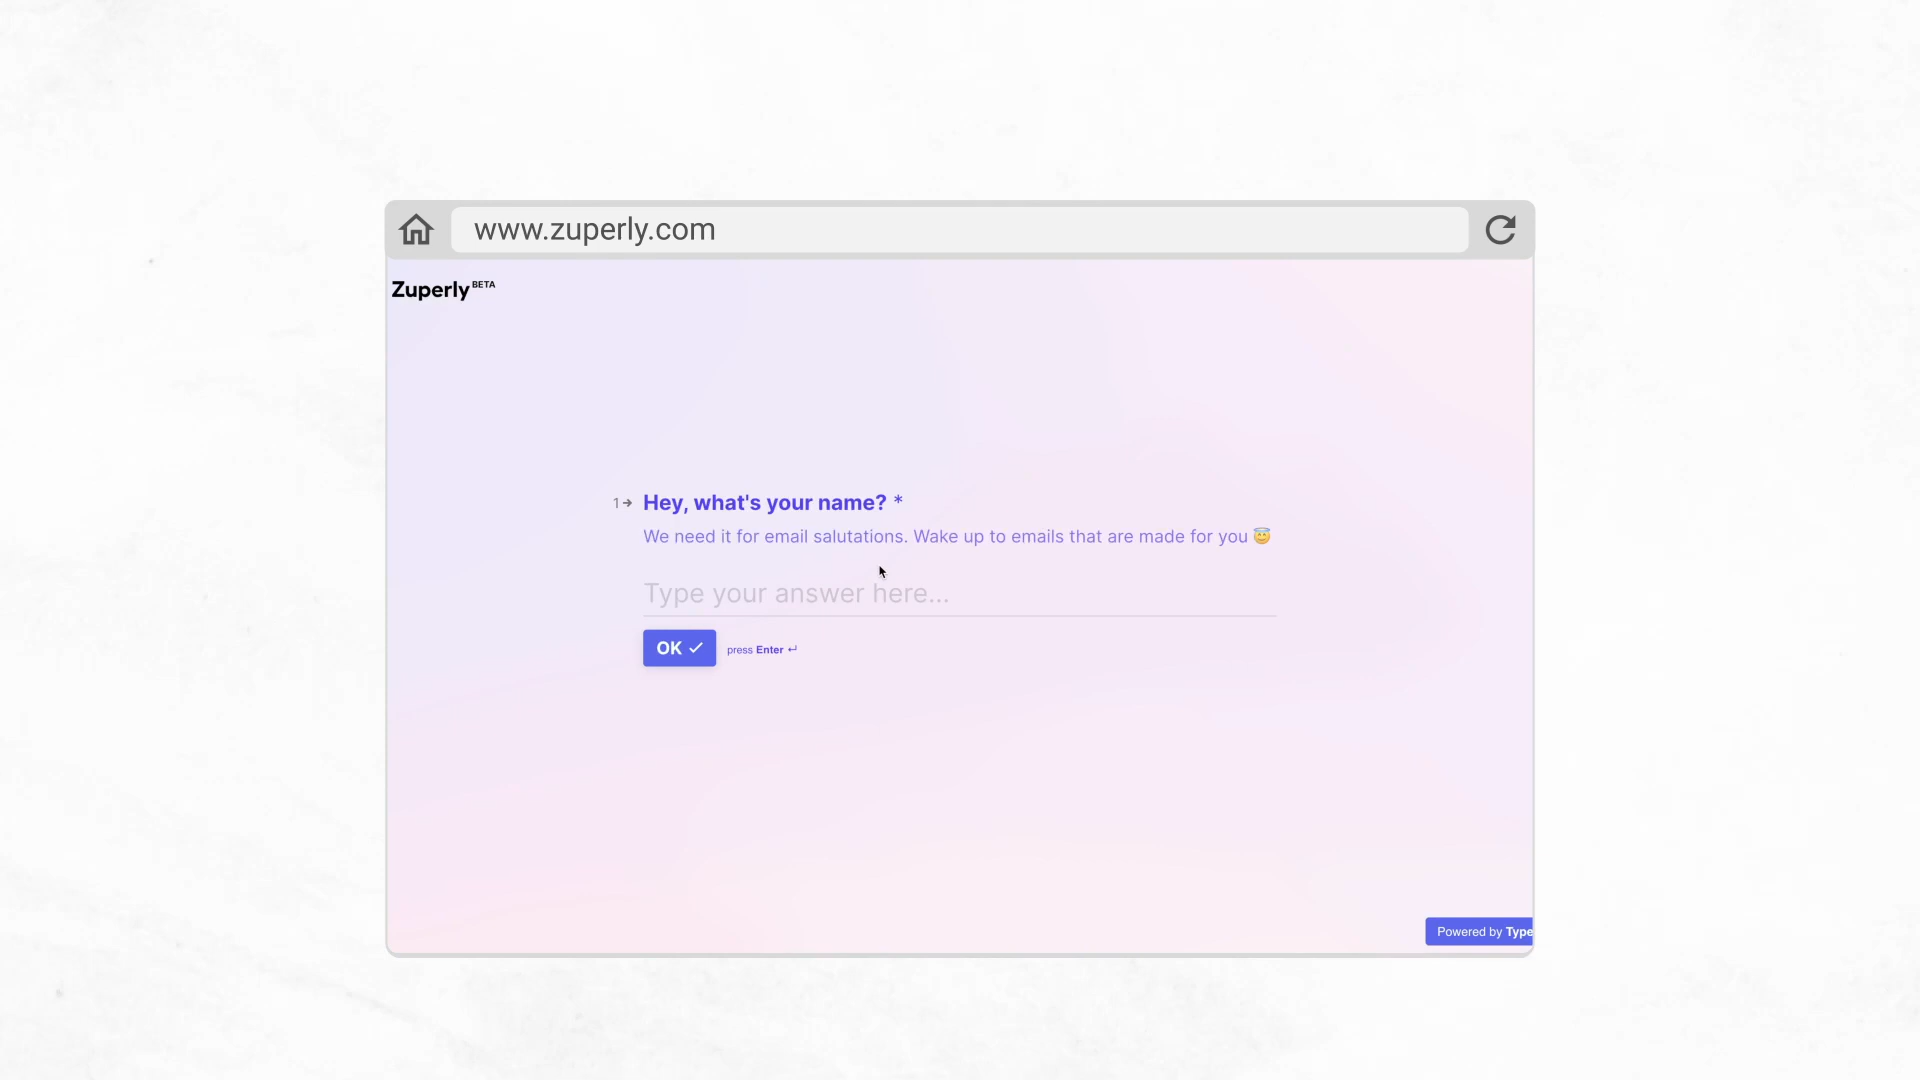 www.zuperly.com
Zuperly BETA
1 Hey, what's your name? *
We need it for email salutations. Wake up to emails that are made for you
Type your answer here...
OK
press Enter
Powered by Type